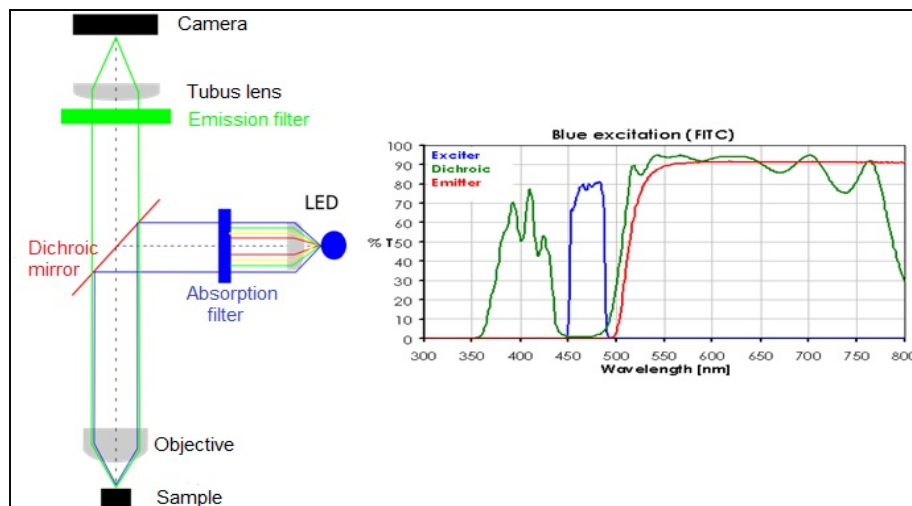 Camera
Tubus lens
Emission filter
LED
Dichroic
mirror
Absorption
filter
Objective
Sample
Blue excitation (FITC)
Exciter
Dichroic
Emitter
% T
100
90
80
70
60
50
40
30
20
10
0
300 350 400 450 500 550 600 650 700 750 800
Wavelength [nm]